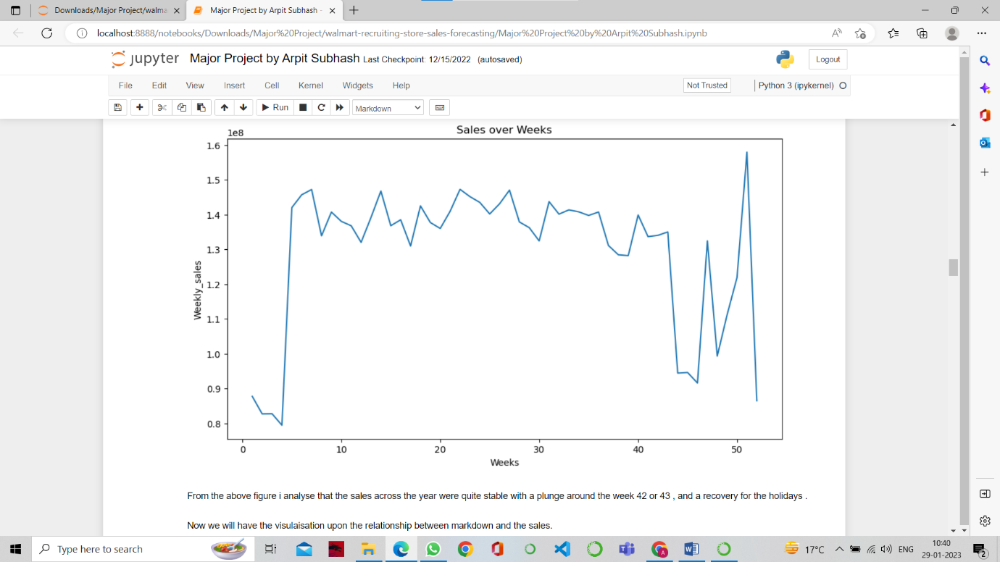 Downloads/Major Project/walma
Major Project by Arpit Subhash -
localhost:8888/notebooks/Downloads/Major%20Project/walmart-recruiting-store-sales-forecasting/Major%20Project%20by%20Arpit%20Subhash.ipynb
jupyter Major Project by Arpit Subhash Last Checkpoint: 12/15/2022 (autosaved)
Logout
File Edit View Insert Cell Kernel Widgets Help
Not Trusted
Python 3 (ipykernel)
Run
Markdown
Sales over Weeks
1e8
1.6
1.5
1.4
1.3
1.2
1.1
1.0
0.9
0.8
Weekly_sales
0 10 20 30 40 50
Weeks
From the above figure i analyse that the sales across the year were quite stable with a plunge around the week 42 or 43 , and a recovery for the holidays .
Now we will have the visulaisation upon the relationship between markdown and the sales.
Type here to search
17°C
ENG
10:40
29-01-2023
2